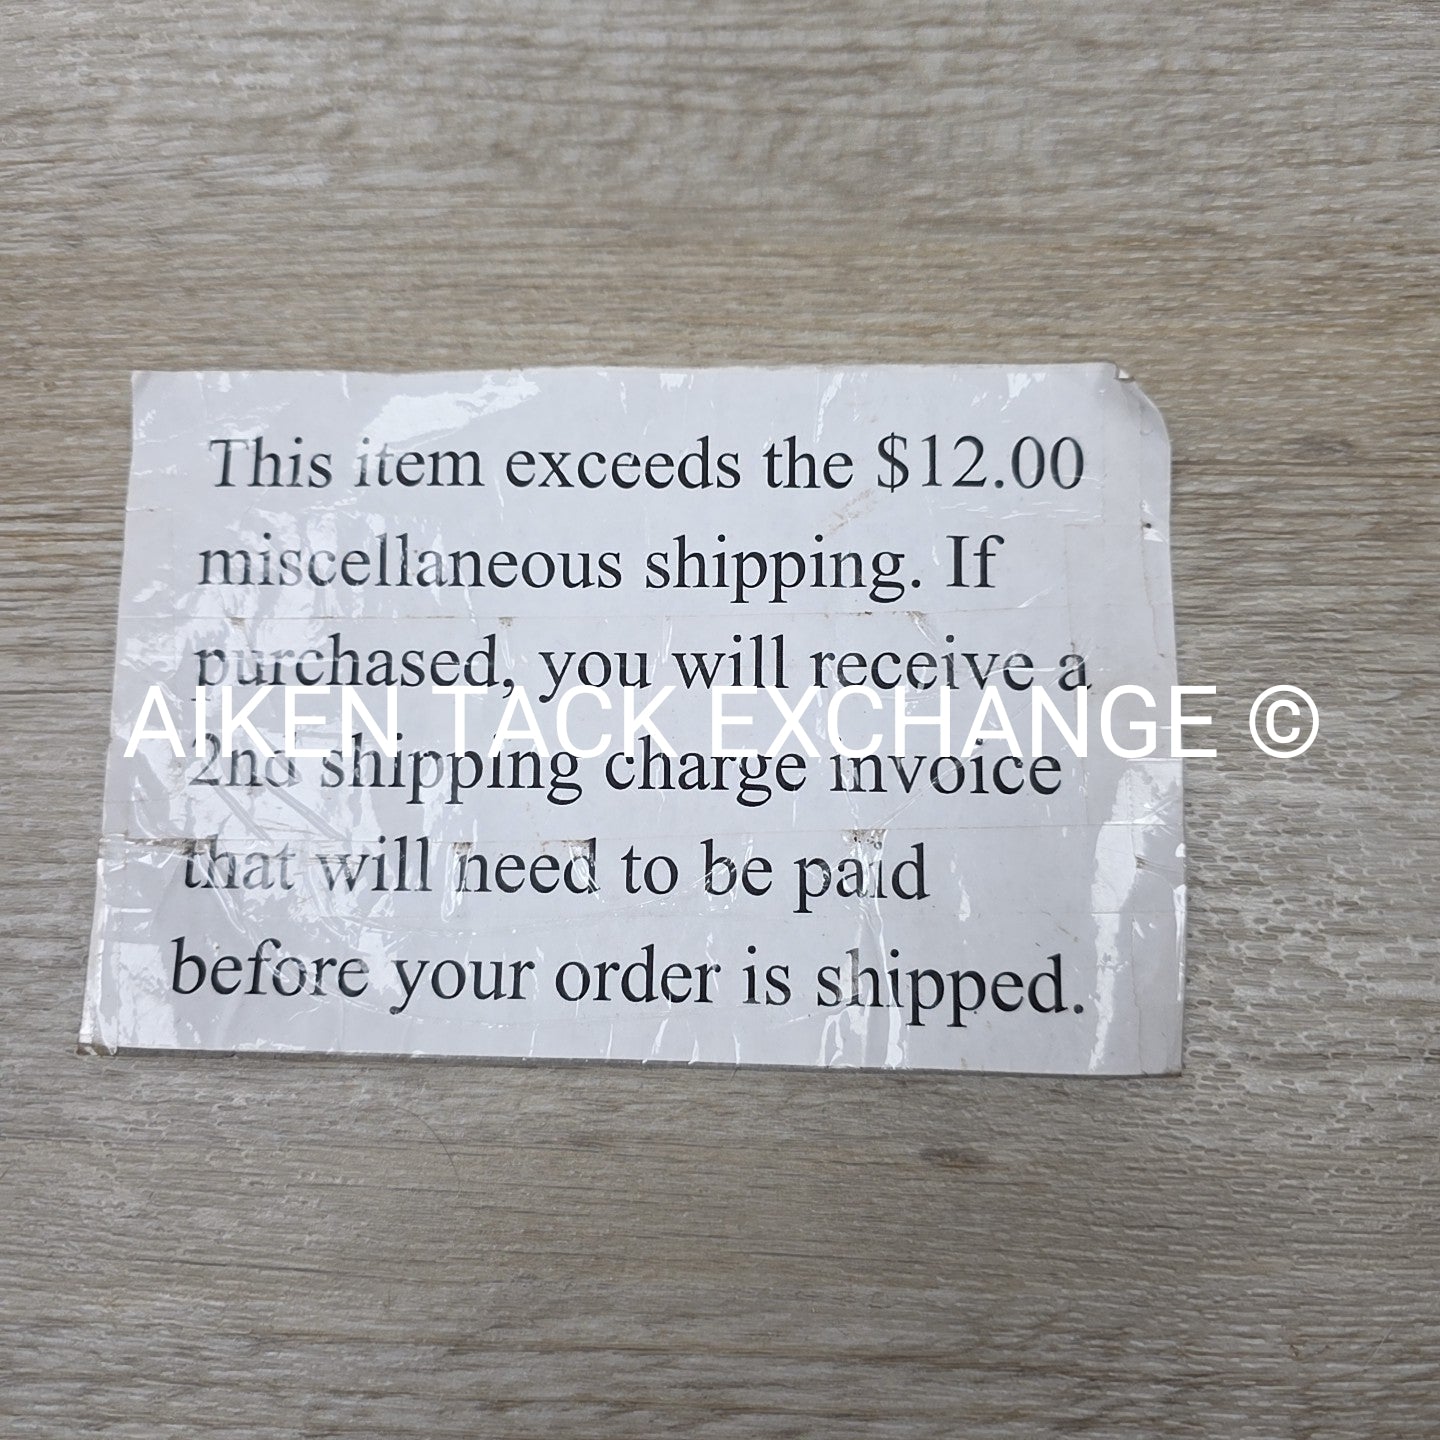 This item exceeds the $12.00
miscellaneous shipping. If
purchased, you will receive a
AIKEN TACK EXCHANGE ©
2nd shipping charge invoice
that will need to be paid
before your order is shipped.